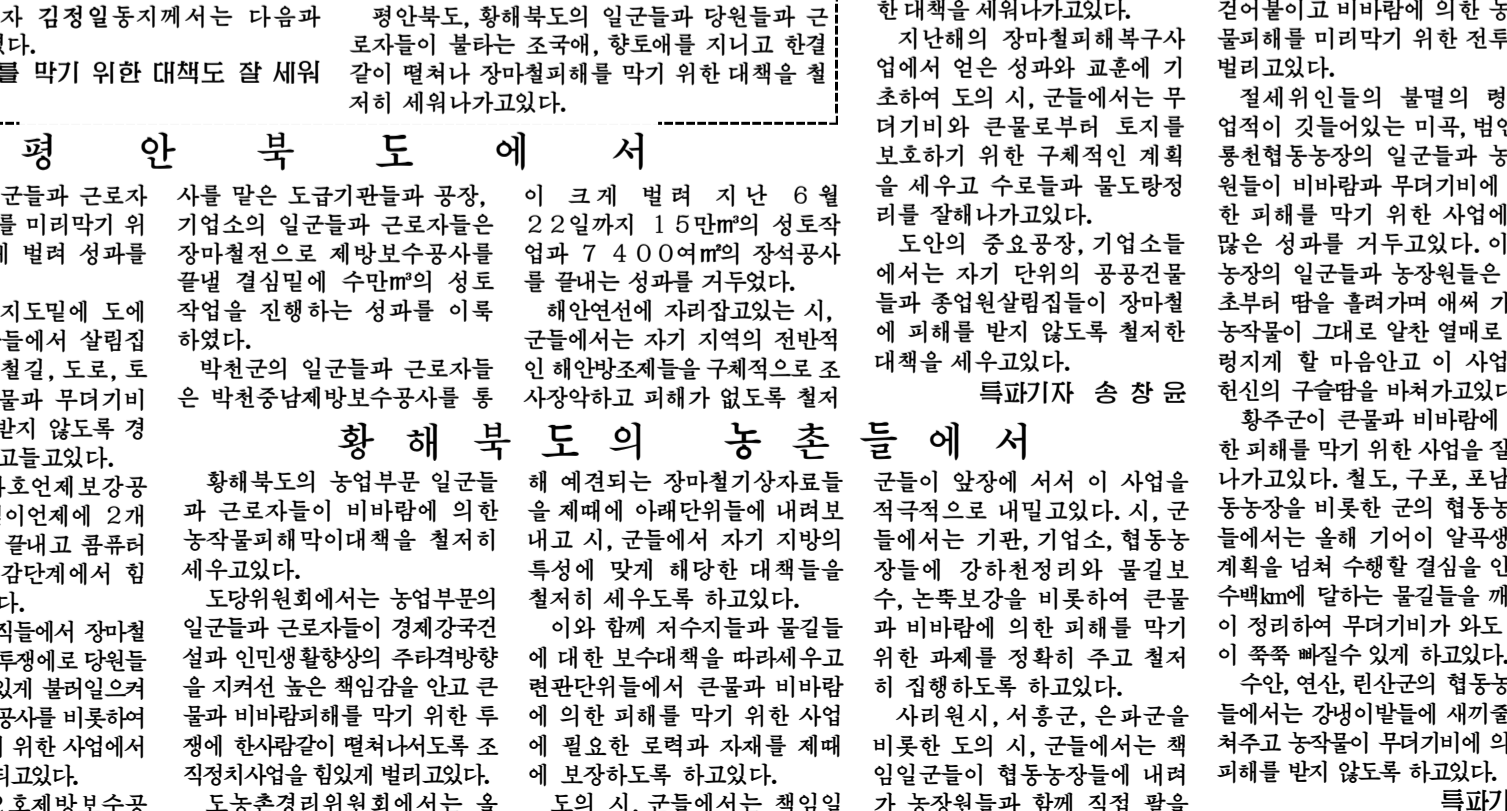 자 김정일동지께서는 다음과
다.
를 막기 위한 대책도 잘 세워
평안북도, 황해북도의 일군들과 당원들과 근
로자들이 불타는 조국애, 향토애를 지니고 한결
같이 떨쳐나 장마철피해를 막기 위한 대책을 철
저히 세워나가고있다.
평안북도에서
군들과 근로자
를 미리막기 위
벌려 성과를
지도밑에 도에
들에서 살림집
철길, 도로, 토
물과 무더기비
받지 않도록 경
고들고있다.
호언제보강공
이언제에 2개
끝내고 콤퓨터
감단계에서 힘
다.
직들에서 장마철
투쟁에로 당원들
있게 불러일으켜
공사를 비롯하여
위한 사업에서
되고있다.
호제방보수공
사를 맡은 도급기관들과 공장,
기업소의 일군들과 근로자들은
장마철전으로 제방보수공사를
끝낼 결심밑에 수만㎥의 성토
작업을 진행하는 성과를 이룩
하였다.
박천군의 일군들과 근로자들
은 박천중남제방보수공사를 통
이 크게 벌려 지난 6월
22일까지 15만㎥의 성토작
업과 7 400여㎡의 장석공사
를 끝내는 성과를 거두었다.
해안연선에 자리잡고있는 시,
군들에서는 자기 지역의 전반적
인 해안방조제들을 구체적으로 조
사장악하고 피해가 없도록 철저
한 대책을 세워나가고있다.
지난해의 장마철피해복구사
업에서 얻은 성과와 교훈에 기
초하여 도의 시, 군들에서는 무
더기비와 큰물로부터 토지를
보호하기 위한 구체적인 계획
을 세우고 수로들과 물도랑정
리를 잘해나가고있다.
도안의 중요공장, 기업소들
에서는 자기 단위의 공공건물
들과 종업원살림집들이 장마철
에 피해를 받지 않도록 철저한
대책을 세우고있다.
특파기자 송창윤
황해북도의 농촌들에서
황해북도의 농업부문 일군들
과 근로자들이 비바람에 의한
농작물피해막이대책을 철저히
세우고있다.
도당위원회에서는 농업부문의
일군들과 근로자들이 경제강국건
설과 인민생활향상의 주타격방향
을 지켜선 높은 책임감을 안고 큰
물과 비바람피해를 막기 위한 투
쟁에 한사람같이 떨쳐나서도록 조
직정치사업을 힘있게 벌리고있다.
도농촌경리위원회에서는 올
해 예견되는 장마철기상자료들
을 제때에 아래단위들에 내려보
내고 시, 군들에서 자기 지방의
특성에 맞게 해당한 대책들을
철저히 세우도록 하고있다.
이와 함께 저수지들과 물길들
에 대한 보수대책을 따라세우고
련관단위들에서 큰물과 비바람
에 의한 피해를 막기 위한 사업
에 필요한 로력과 자재를 제때
에 보장하도록 하고있다.
도의 시, 군들에서는 책임일
군들이 앞장에 서서 이 사업을
적극적으로 내밀고있다. 시, 군
들에서는 기관, 기업소, 협동농
장들에 강하천정리와 물길보
수, 논뚝보강을 비롯하여 큰물
과 비바람에 의한 피해를 막기
위한 과제를 정확히 주고 철저
히 집행하도록 하고있다.
사리원시, 서흥군, 은파군을
비롯한 도의 시, 군들에서는 책
임일군들이 협동농장들에 내려
가 농장원들과 함께 직접 팔을
걷어붙이고 비바람에 의한 농
물피해를 미리막기 위한 전투
벌리고있다.
절세위인들의 불멸의 령
업적이 깃들어있는 미곡, 범안
룡천협동농장의 일군들과 농
원들이 비바람과 무더기비에
한 피해를 막기 위한 사업에
많은 성과를 거두고있다. 이
농장의 일군들과 농장원들은
초부터 땀을 흘려가며 애써 가
농작물이 그대로 알찬 열매로
렁지게 할 마음안고 이 사업
헌신의 구슬땀을 바쳐가고있다
황주군이 큰물과 비바람에
한 피해를 막기 위한 사업을 잘
나가고있다. 철도, 구포, 포남
동농장을 비롯한 군의 협동농
들에서는 올해 기어이 알곡생
계획을 넘쳐 수행할 결심을 안
수백km에 달하는 물길들을 깨
이 정리하여 무더기비가 와도
이 쭉쭉 빠질수 있게 하고있다.
수안, 연산, 린산군의 협동농
들에서는 강냉이밭들에 새끼줄
쳐주고 농작물이 무더기비에 의
피해를 받지 않도록 하고있다.
특파기